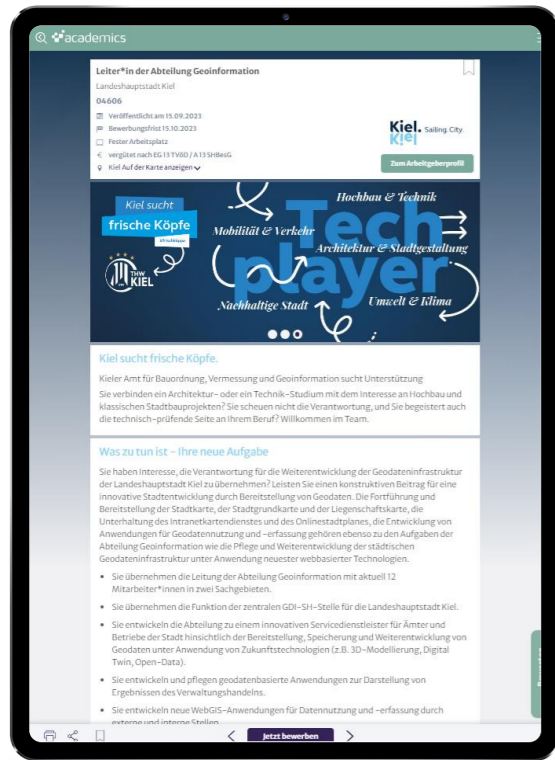 academics
Leiter*in der Abteilung Geoinformation
Landeshauptstadt Kiel
04606
Veröffentlicht am 15.09.2023
Bewerbungsfrist 15.10.2023
Fester Arbeitsplatz
vergütet nach EG 13 TVöD / A 13 SHBesG
Kiel Auf der Karte anzeigen
Kiel. Sailing. City.
Kiel
Zum Arbeitgeberprofil
Kiel sucht
frische Köpfe
THW
KIEL
Tech
player
Hochbau & Technik
Mobilität & Verkehr
Architektur & Stadtgestaltung
Nachhaltige Stadt
Umwelt & Klima
Kiel sucht frische Köpfe.
Kieler Amt für Bauordnung, Vermessung und Geoinformation sucht Unterstützung
Sie verbinden ein Architektur- oder ein Technik-Studium mit dem Interesse an Hochbau und
klassischen Stadtbauprojekten? Sie scheuen nicht die Verantwortung, und Sie begeistert auch
die technisch-prüfende Seite an Ihrem Beruf? Willkommen im Team.
Was zu tun ist - Ihre neue Aufgabe
Sie haben Interesse, die Verantwortung für die Weiterentwicklung der Geodateninfrastruktur
der Landeshauptstadt Kiel zu übernehmen? Leisten Sie einen konstruktiven Beitrag für eine
innovative Stadtentwicklung durch Bereitstellung von Geodaten. Die Fortführung und
Bereitstellung der Stadtkarte, der Stadtgrundkarte und der Liegenschaftskarte, die
Unterhaltung des Intranetkartendienstes und des Onlinestadtplanes, die Entwicklung von
Anwendungen für Geodatennutzung und -erfassung gehören ebenso zu den Aufgaben der
Abteilung Geoinformation wie die Pflege und Weiterentwicklung der städtischen
Geodateninfrastruktur unter Anwendung neuester webbasierter Technologien.
• Sie übernehmen die Leitung der Abteilung Geoinformation mit aktuell 12
Mitarbeiter*innen in zwei Sachgebieten.
• Sie übernehmen die Funktion der zentralen GDI-SH-Stelle für die Landeshauptstadt Kiel.
• Sie entwickeln die Abteilung zu einem innovativen Servicedienstleister für Ämter und
Betriebe der Stadt hinsichtlich der Bereitstellung, Speicherung und Weiterentwicklung von
Geodaten unter Anwendung von Zukunftstechnologien (z.B. 3D-Modellierung, Digital
Twin, Open-Data).
• Sie entwickeln und pflegen geodatenbasierte Anwendungen zur Darstellung von
Ergebnissen des Verwaltungshandelns.
• Sie entwickeln neue WebGIS-Anwendungen für Datennutzung und -erfassung durch
externe und interne Stellen
Jetzt bewerben